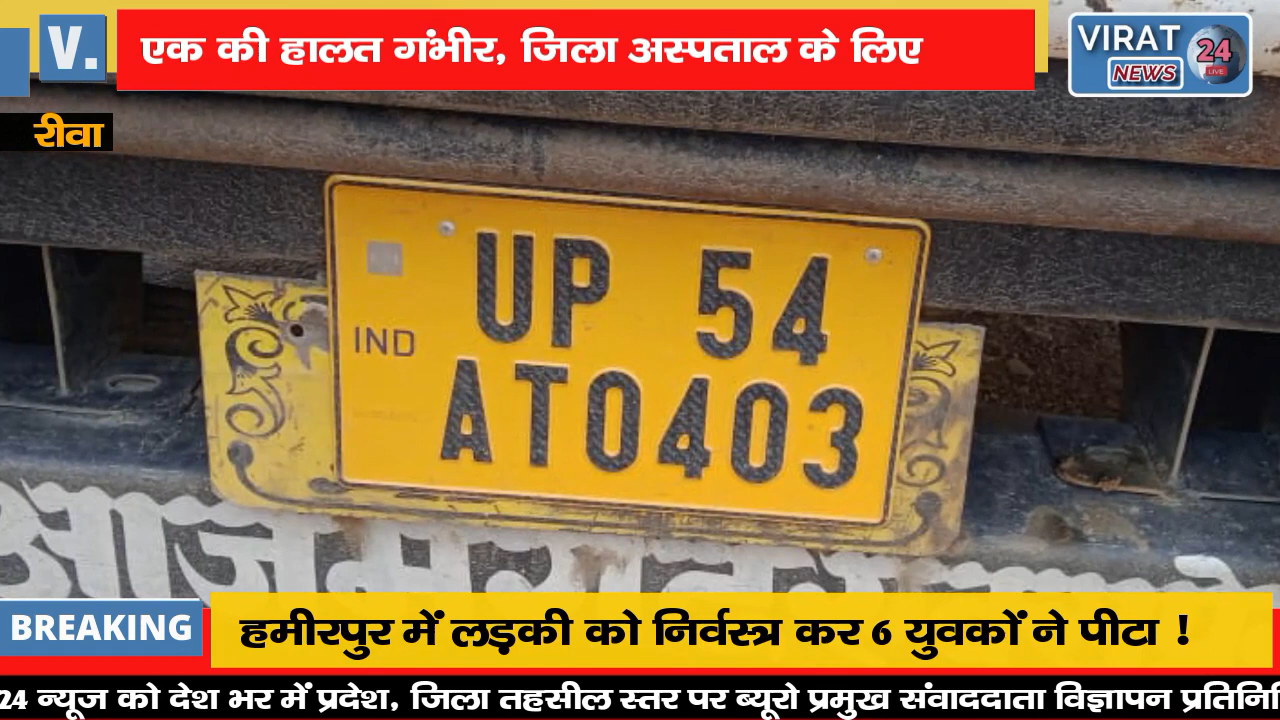 V.
एक की हालत गंभीर, जिला अस्पताल के लिए
VIRAT
24
LIVE
NEWS
रीवा
UP 54
IND
AT0403
BREAKING
हमीरपुर में लड़की को निर्वस्त्र कर 6 युवकों ने पीटा !
24 न्यूज को देश भर में प्रदेश, जिला तहसील स्तर पर ब्यूरो प्रमुख संवाददाता विज्ञापन